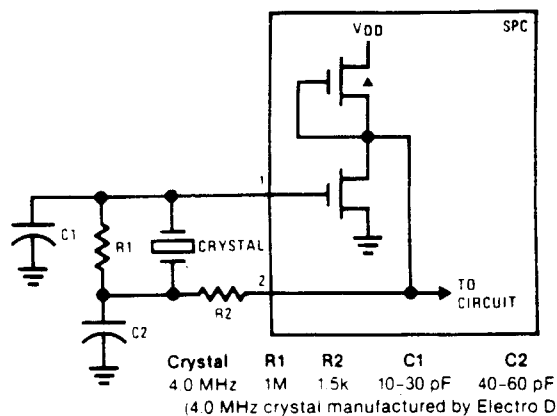 VDD
SPC
1
C1
R1
CRYSTAL
2
R2
TO
CIRCUIT
C2
Crystal R1 R2 C1 C2
4.0 MHz 1M 1.5k 10–30 pF 40–60 pF
(4.0 MHz crystal manufactured by Electro D